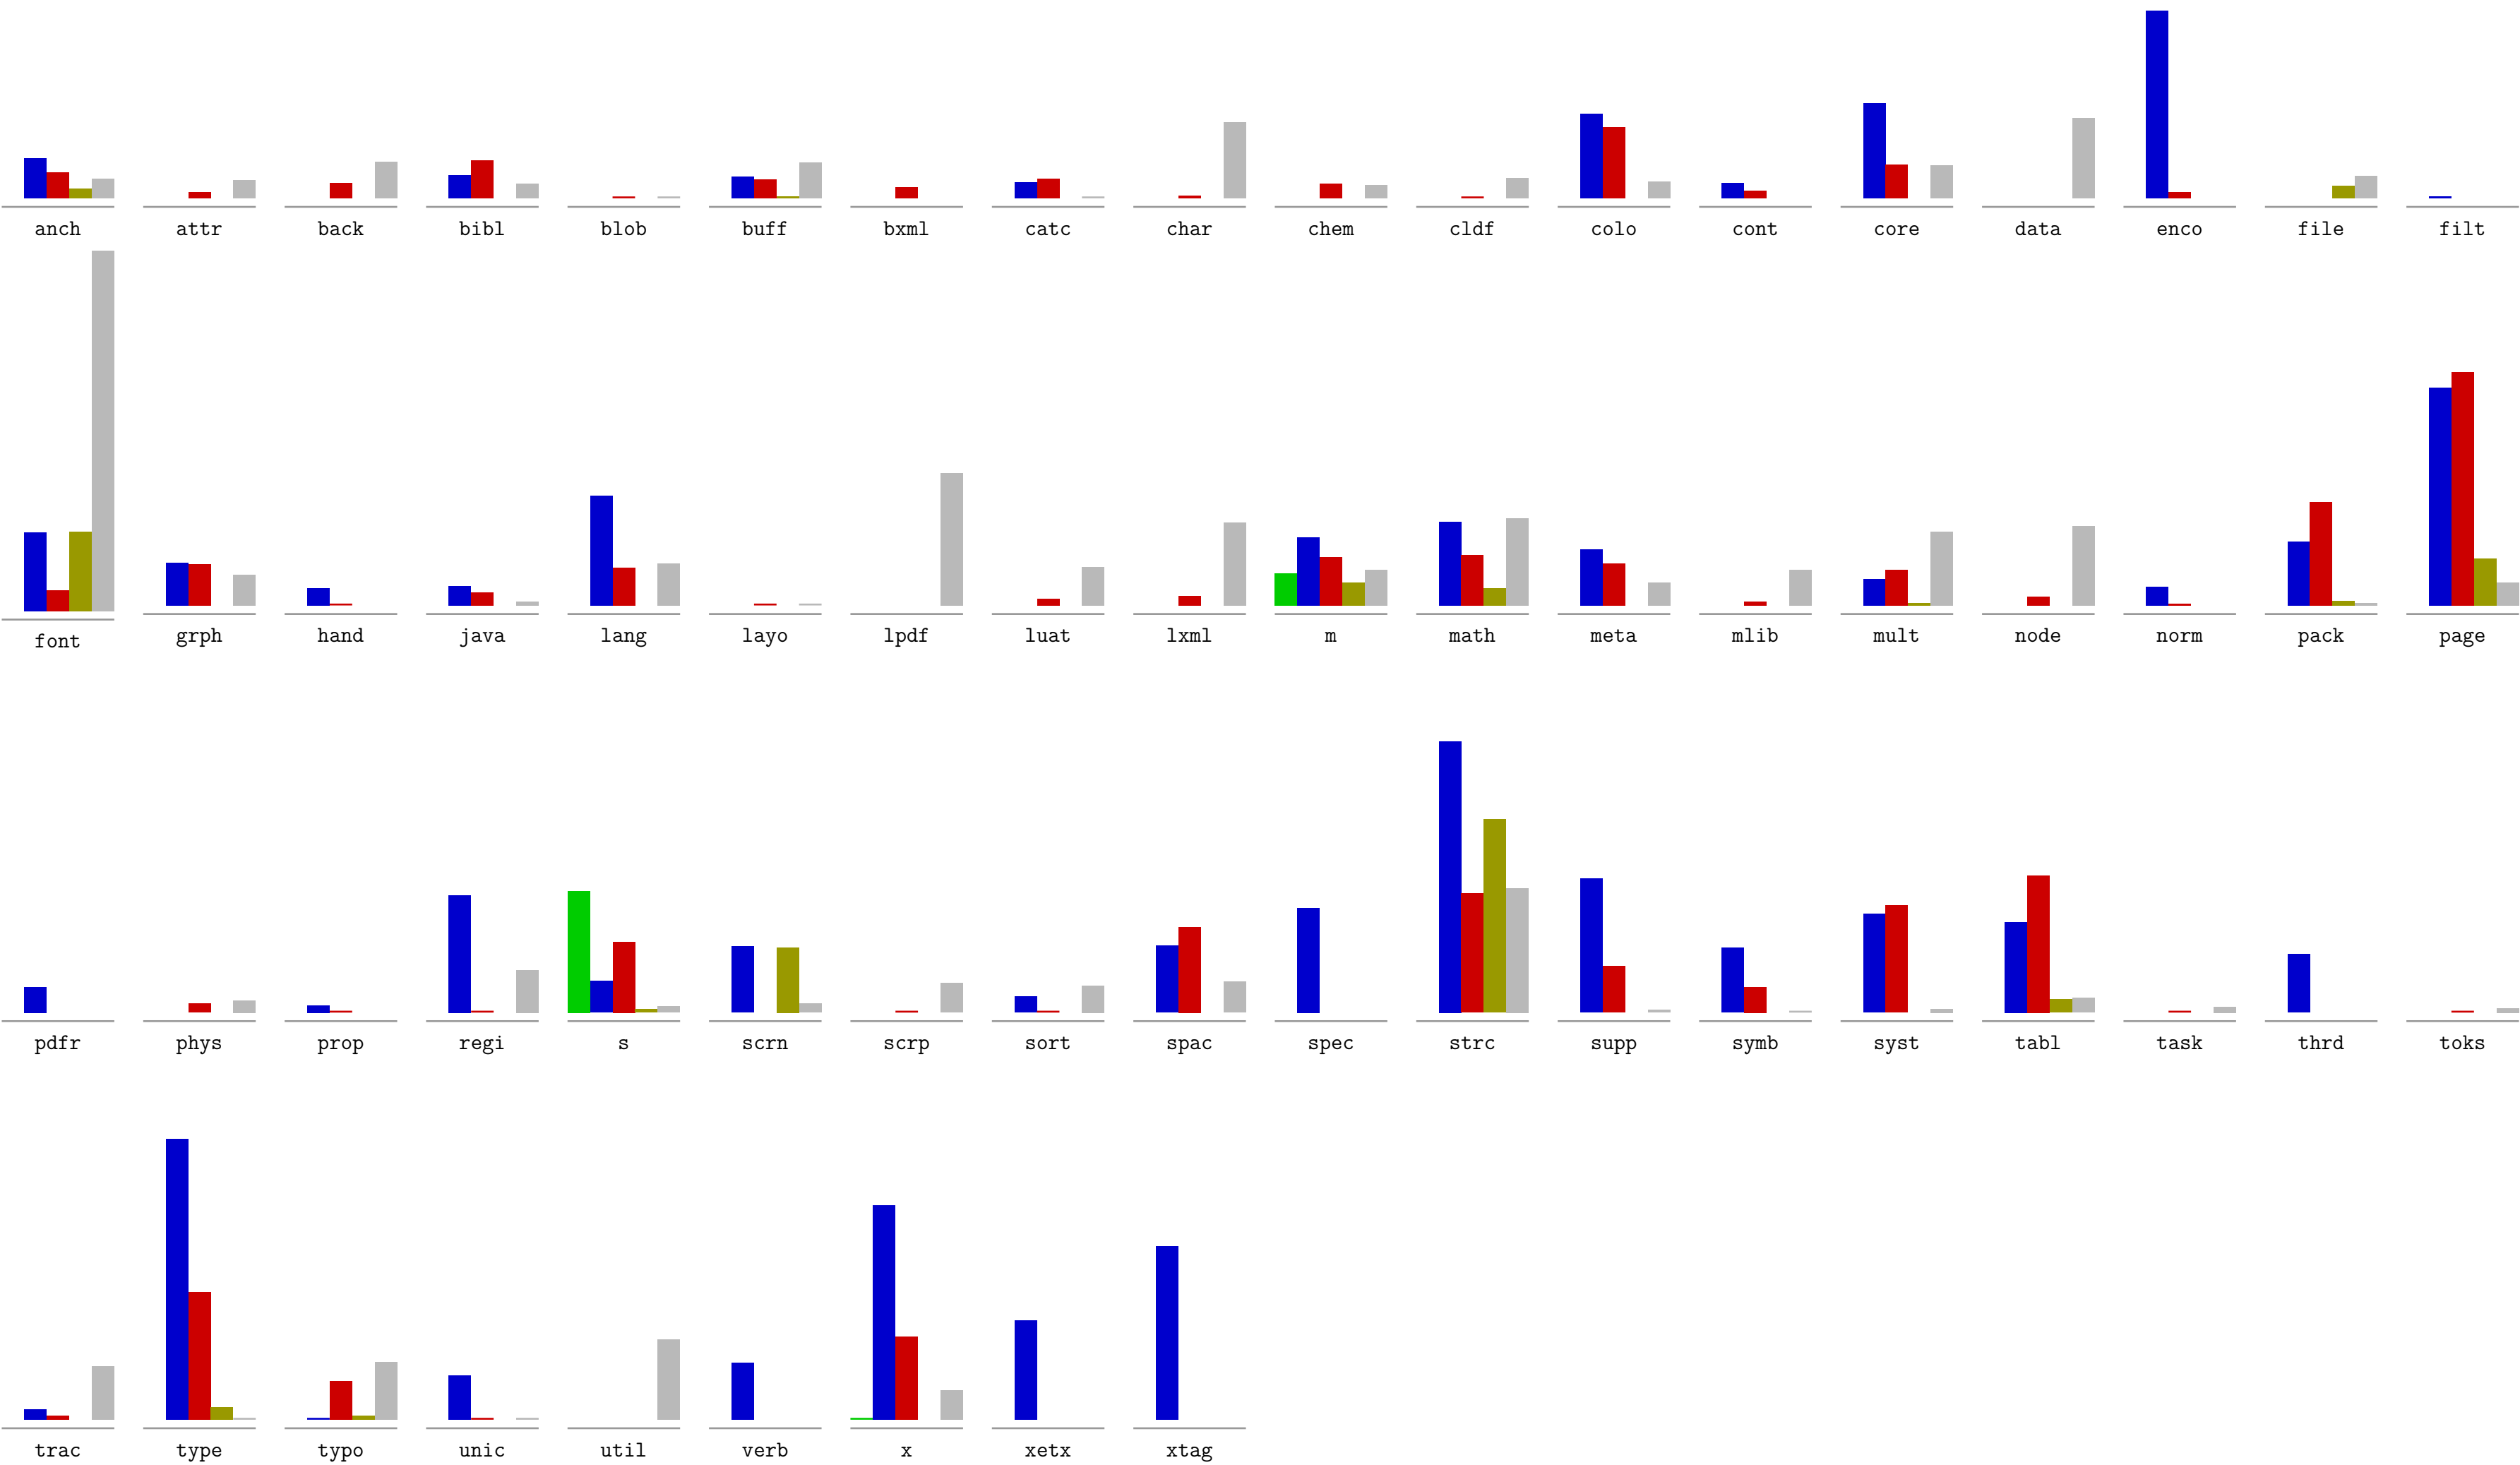 anch attr back bibl blob buff bxml catc char chem cldf colo cont core data enco file filt
font grph hand java lang layo lpdf luat lxml m math meta mlib mult node norm pack page
pdfr phys prop regi s scrn scrp sort spac spec strc supp symb syst tabl task thrd toks
trac type typo unic util verb x xetx xtag